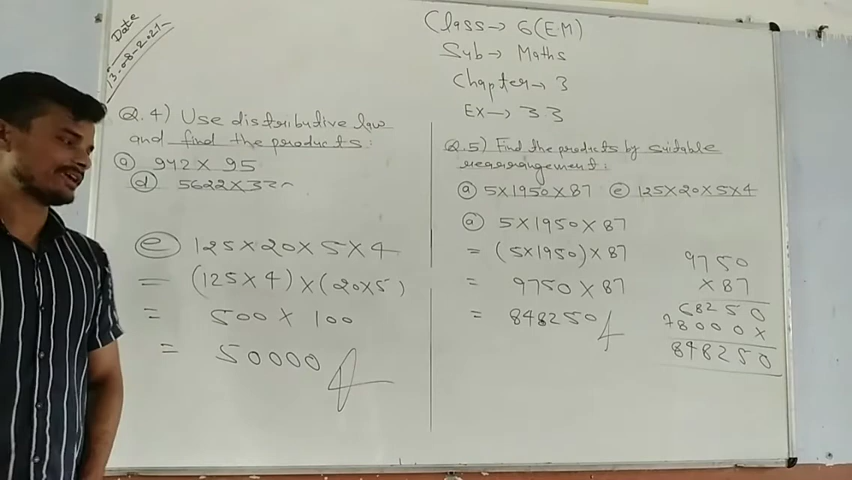 Date
13-08-2021
Class→ 6(E.M)
Sub→ Maths
Chapter→ 3
EX→ 3 3
Q.4) Use distributive law
and find the products:
(a) 942 × 95
(d) 5622×33
(e) 125×20×5×4
= (125×4)×(20×5)
= 500 × 100
= 50000
Q.5) Find the products by suitable
rearrangement:
(a) 5×1950×87 (e) 125×20×5×4
(a) 5×1950×87
= (5×1950)×87
= 9750×87
= 848250
9750
×87
68250
78000×
848250